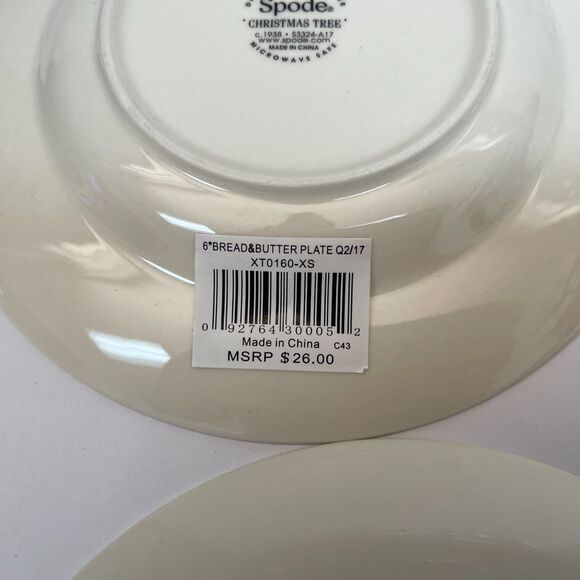 Spode®
CHRISTMAS TREE
c.1938 • S3324-A17
www.spode.com
MADE IN CHINA
MICROWAVE SAFE
6"BREAD&BUTTER PLATE Q2/17
XT0160-XS
0 92764 30005 2
Made in China C43
MSRP $26.00